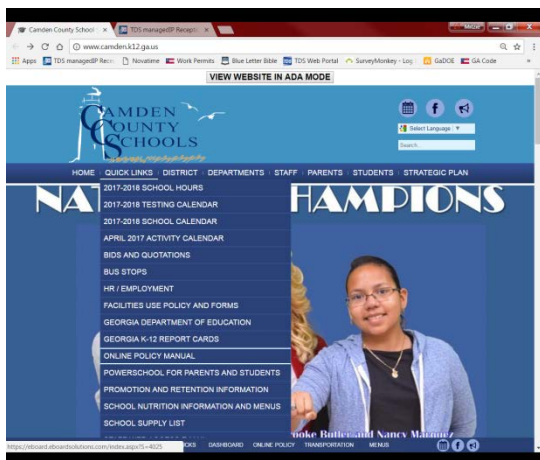 Camden County School
TDS managedIP Recepti
www.camden.k12.ga.us
Apps TDS managedIP Rece Novatime Work Permits Blue Letter Bible TDS Web Portal SurveyMonkey - Log GaDOE GA Code
VIEW WEBSITE IN ADA MODE
CAMDEN
COUNTY
SCHOOLS
Select Language
Search
HOME QUICK LINKS DISTRICT DEPARTMENTS STAFF PARENTS STUDENTS STRATEGIC PLAN
NAT HAMPIONS
2017-2018 SCHOOL HOURS
2017-2018 TESTING CALENDAR
2017-2018 SCHOOL CALENDAR
APRIL 2017 ACTIVITY CALENDAR
BIDS AND QUOTATIONS
BUS STOPS
HR / EMPLOYMENT
FACILITIES USE POLICY AND FORMS
GEORGIA DEPARTMENT OF EDUCATION
GEORGIA K-12 REPORT CARDS
ONLINE POLICY MANUAL
POWERSCHOOL FOR PARENTS AND STUDENTS
PROMOTION AND RETENTION INFORMATION
SCHOOL NUTRITION INFORMATION AND MENUS
SCHOOL SUPPLY LIST
ooke Butler and Nancy Marquez
https://eboard.eboardsolutions.com/index.aspx?S=4025
DASHBOARD ONLINE POLICY TRANSPORTATION MENUS